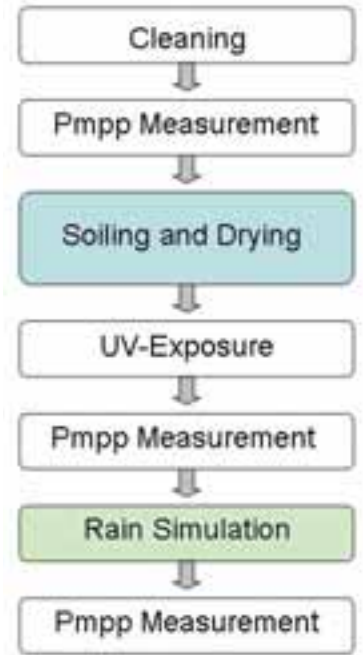 Cleaning
Pmpp Measurement
Soiling and Drying
UV-Exposure
Pmpp Measurement
Rain Simulation
Pmpp Measurement